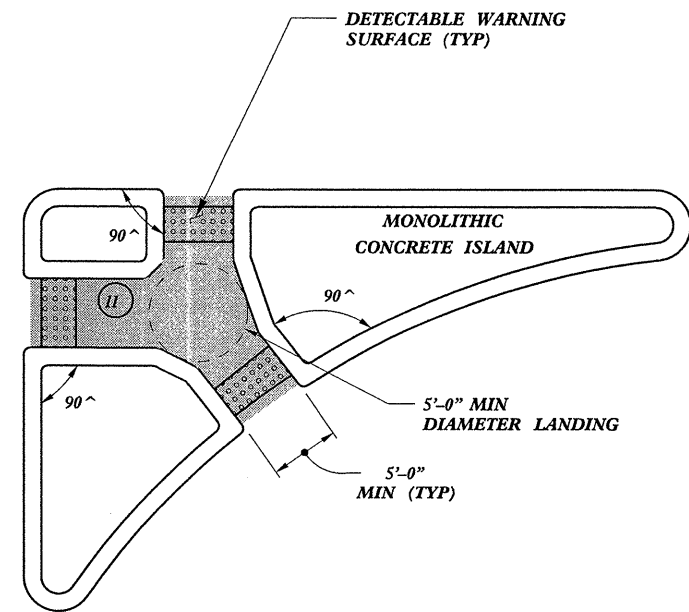 DETECTABLE WARNING
SURFACE (TYP)
MONOLITHIC
CONCRETE ISLAND
90^
90^
11
90^
5'-0" MIN
DIAMETER LANDING
5'-0"
MIN (TYP)